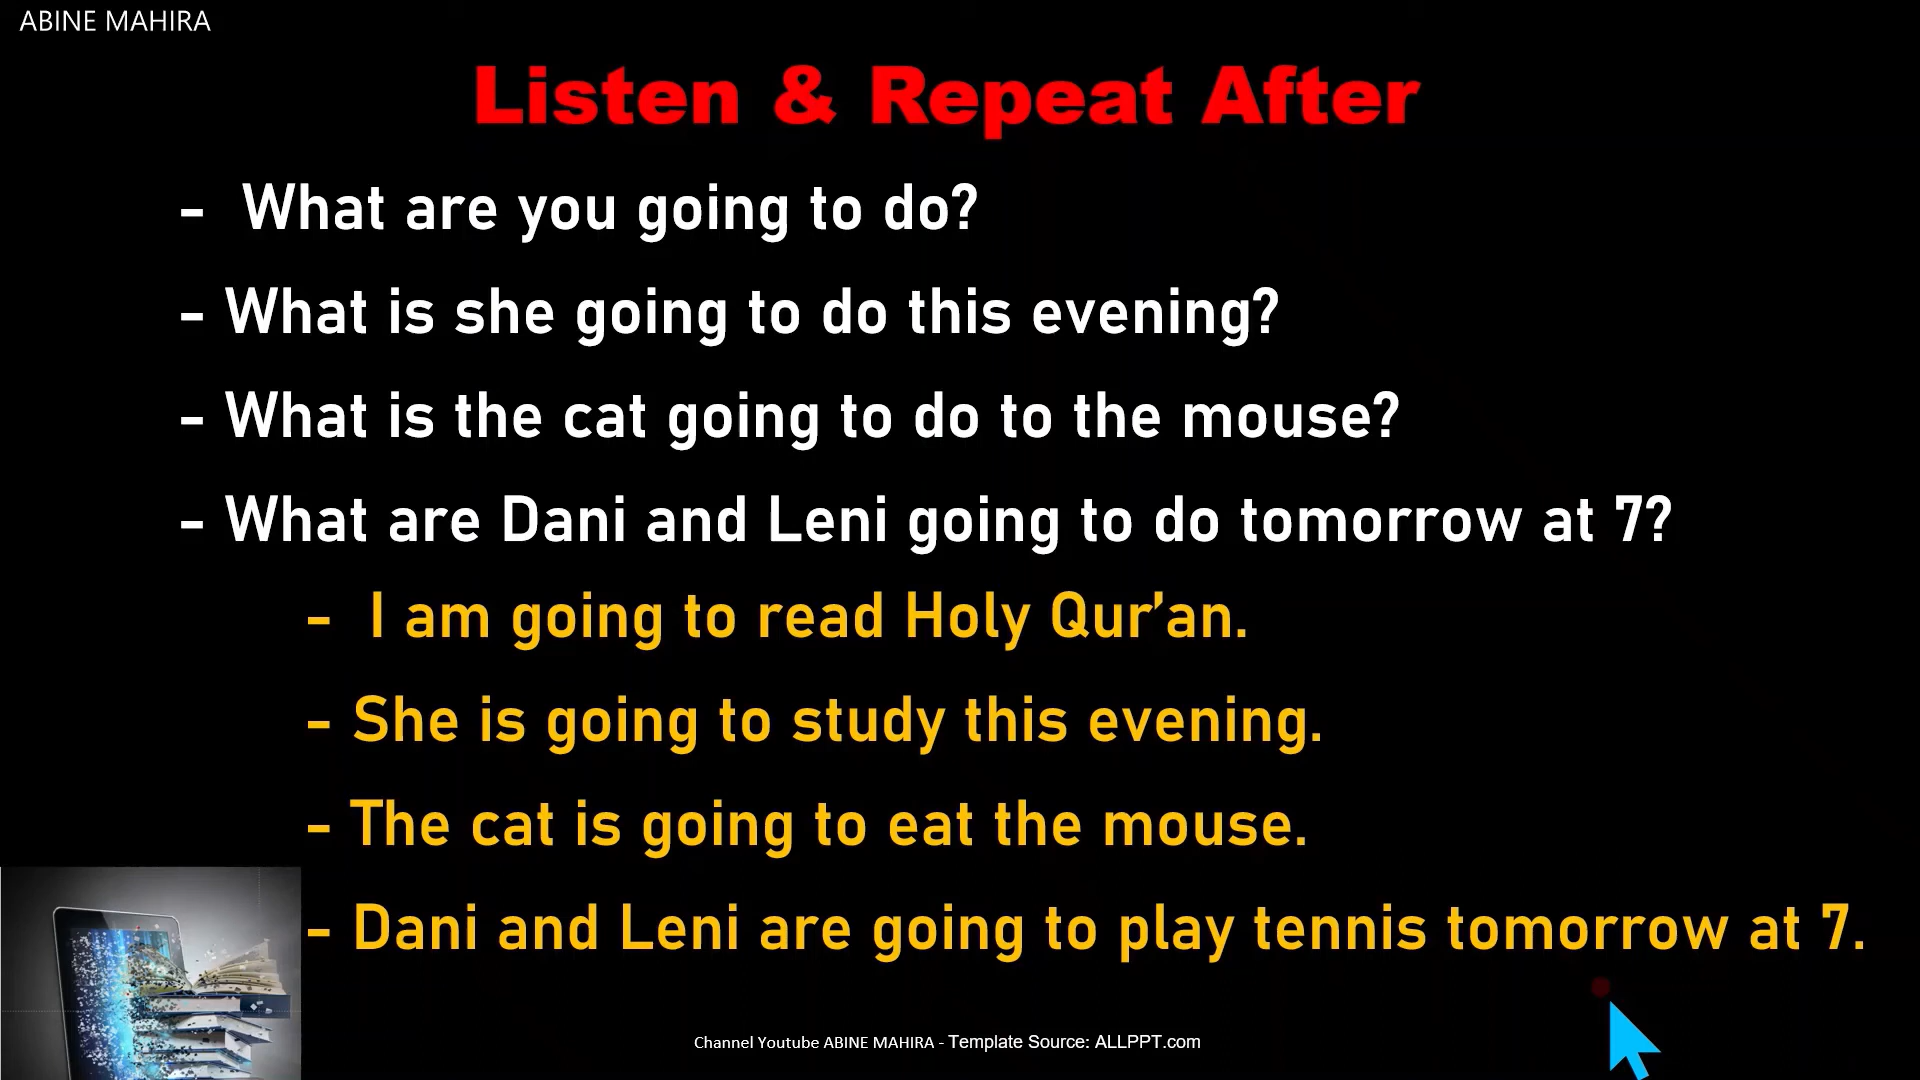 ABINE MAHIRA
Listen & Repeat After
- What are you going to do?
- What is she going to do this evening?
- What is the cat going to do to the mouse?
- What are Dani and Leni going to do tomorrow at 7?
- I am going to read Holy Qur’an.
- She is going to study this evening.
- The cat is going to eat the mouse.
- Dani and Leni are going to play tennis tomorrow at 7.
Channel Youtube ABINE MAHIRA - Template Source: ALLPPT.com